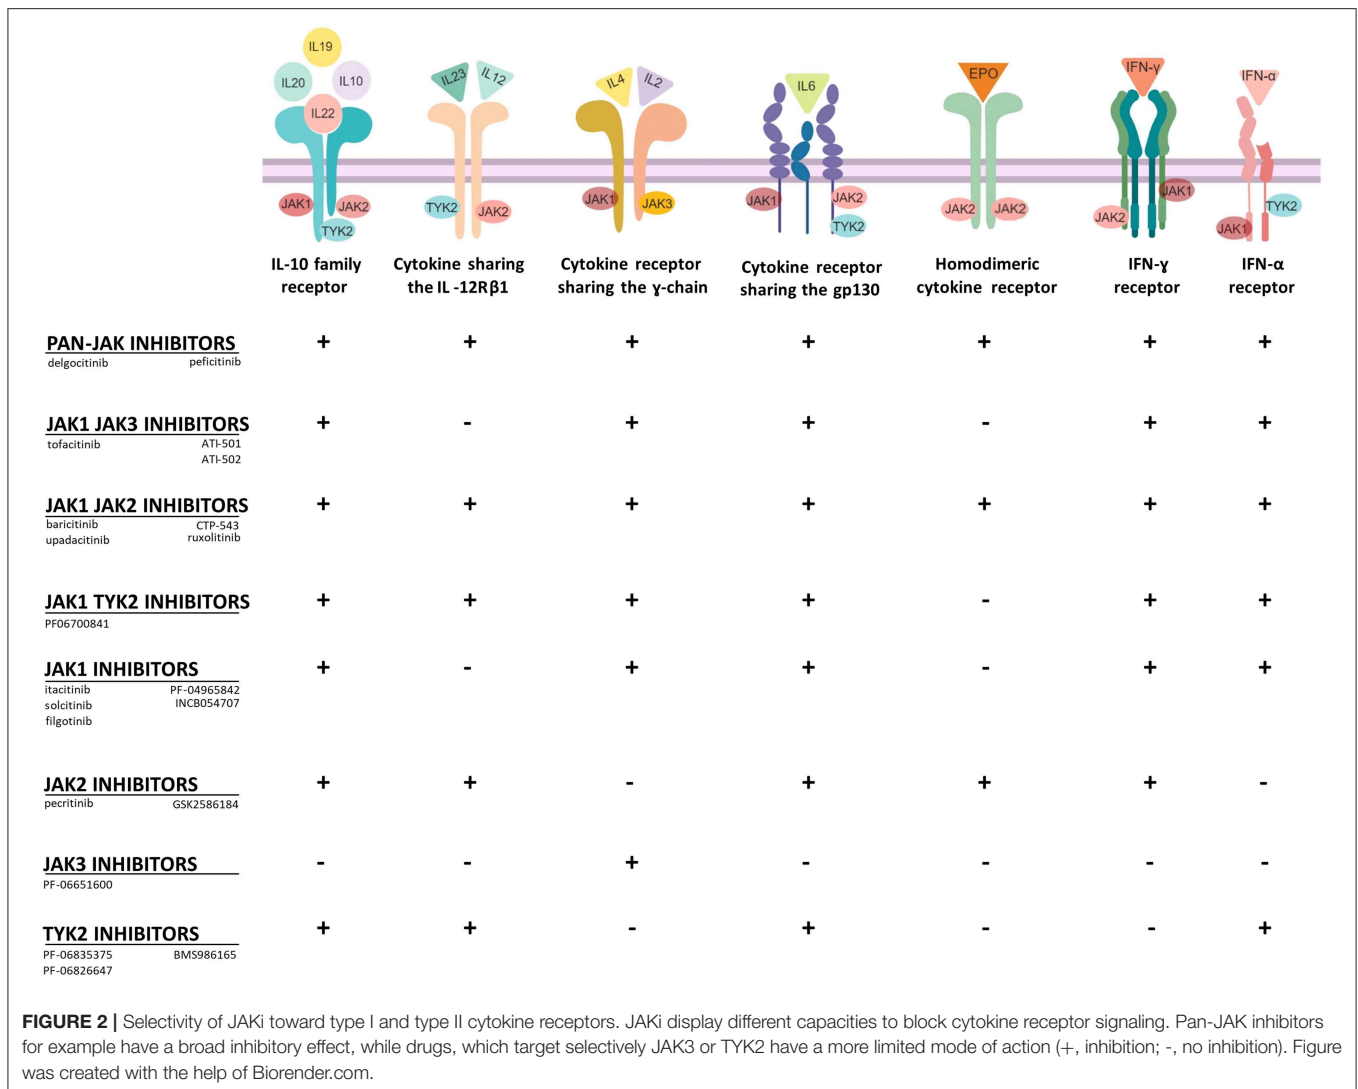 IL19
IL20
IL10
IL22
IL23
IL12
IL4
IL2
IL6
EPO
IFN-γ
IFN-α
JAK1
JAK2
TYK2
TYK2
JAK2
JAK1
JAK3
JAK1
JAK2
TYK2
JAK2
JAK2
JAK2
JAK1
TYK2
JAK1
IL-10 family
receptor
Cytokine sharing
the IL -12Rβ1
Cytokine receptor
sharing the ɣ-chain
Cytokine receptor
sharing the gp130
Homodimeric
cytokine receptor
IFN-ɣ
receptor
IFN-α
receptor
PAN-JAK INHIBITORS + + + + + + +
delgocitinib peficitinib
JAK1 JAK3 INHIBITORS + - + + - + +
tofacitinib ATI-501
ATI-502
JAK1 JAK2 INHIBITORS + + + + + + +
baricitinib CTP-543
upadacitinib ruxolitinib
JAK1 TYK2 INHIBITORS + + + + - + +
PF06700841
JAK1 INHIBITORS + - + + - + +
itacitinib PF-04965842
solcitinib INCB054707
filgotinib
JAK2 INHIBITORS + + - + + + -
pecritinib GSK2586184
JAK3 INHIBITORS - - + - - - -
PF-06651600
TYK2 INHIBITORS + + - + - - +
PF-06835375 BMS986165
PF-06826647
FIGURE 2 | Selectivity of JAKi toward type I and type II cytokine receptors. JAKi display different capacities to block cytokine receptor signaling. Pan-JAK inhibitors
for example have a broad inhibitory effect, while drugs, which target selectively JAK3 or TYK2 have a more limited mode of action (+, inhibition; -, no inhibition). Figure
was created with the help of Biorender.com.